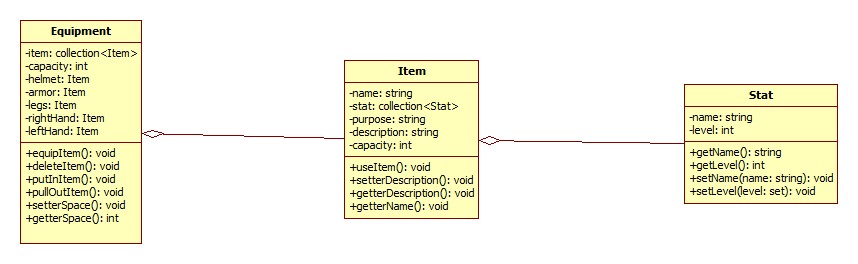 Equipment
-item: collection<Item>
-capacity: int
-helmet: Item
-armor: Item
-legs: Item
-rightHand: Item
-leftHand: Item
+equipItem(): void
+deleteItem(): void
+putInItem(): void
+pullOutItem(): void
+setterSpace(): void
+getterSpace(): int
Item
-name: string
-stat: collection<Stat>
-purpose: string
-description: string
-capacity: int
+useItem(): void
+setterDescription(): void
+getterDescription(): void
+getterName(): void
Stat
-name: string
-level: int
+getName(): string
+getLevel(): int
+setName(name: string): void
+setLevel(level: set): void